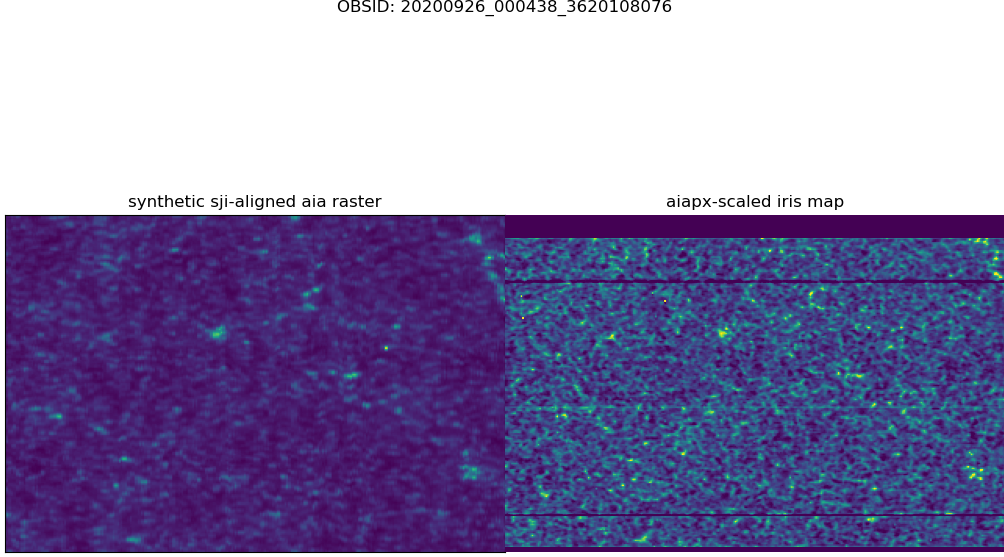 OBSID: 20200926_000438_3620108076
synthetic sji-aligned aia raster
aiapx-scaled iris map